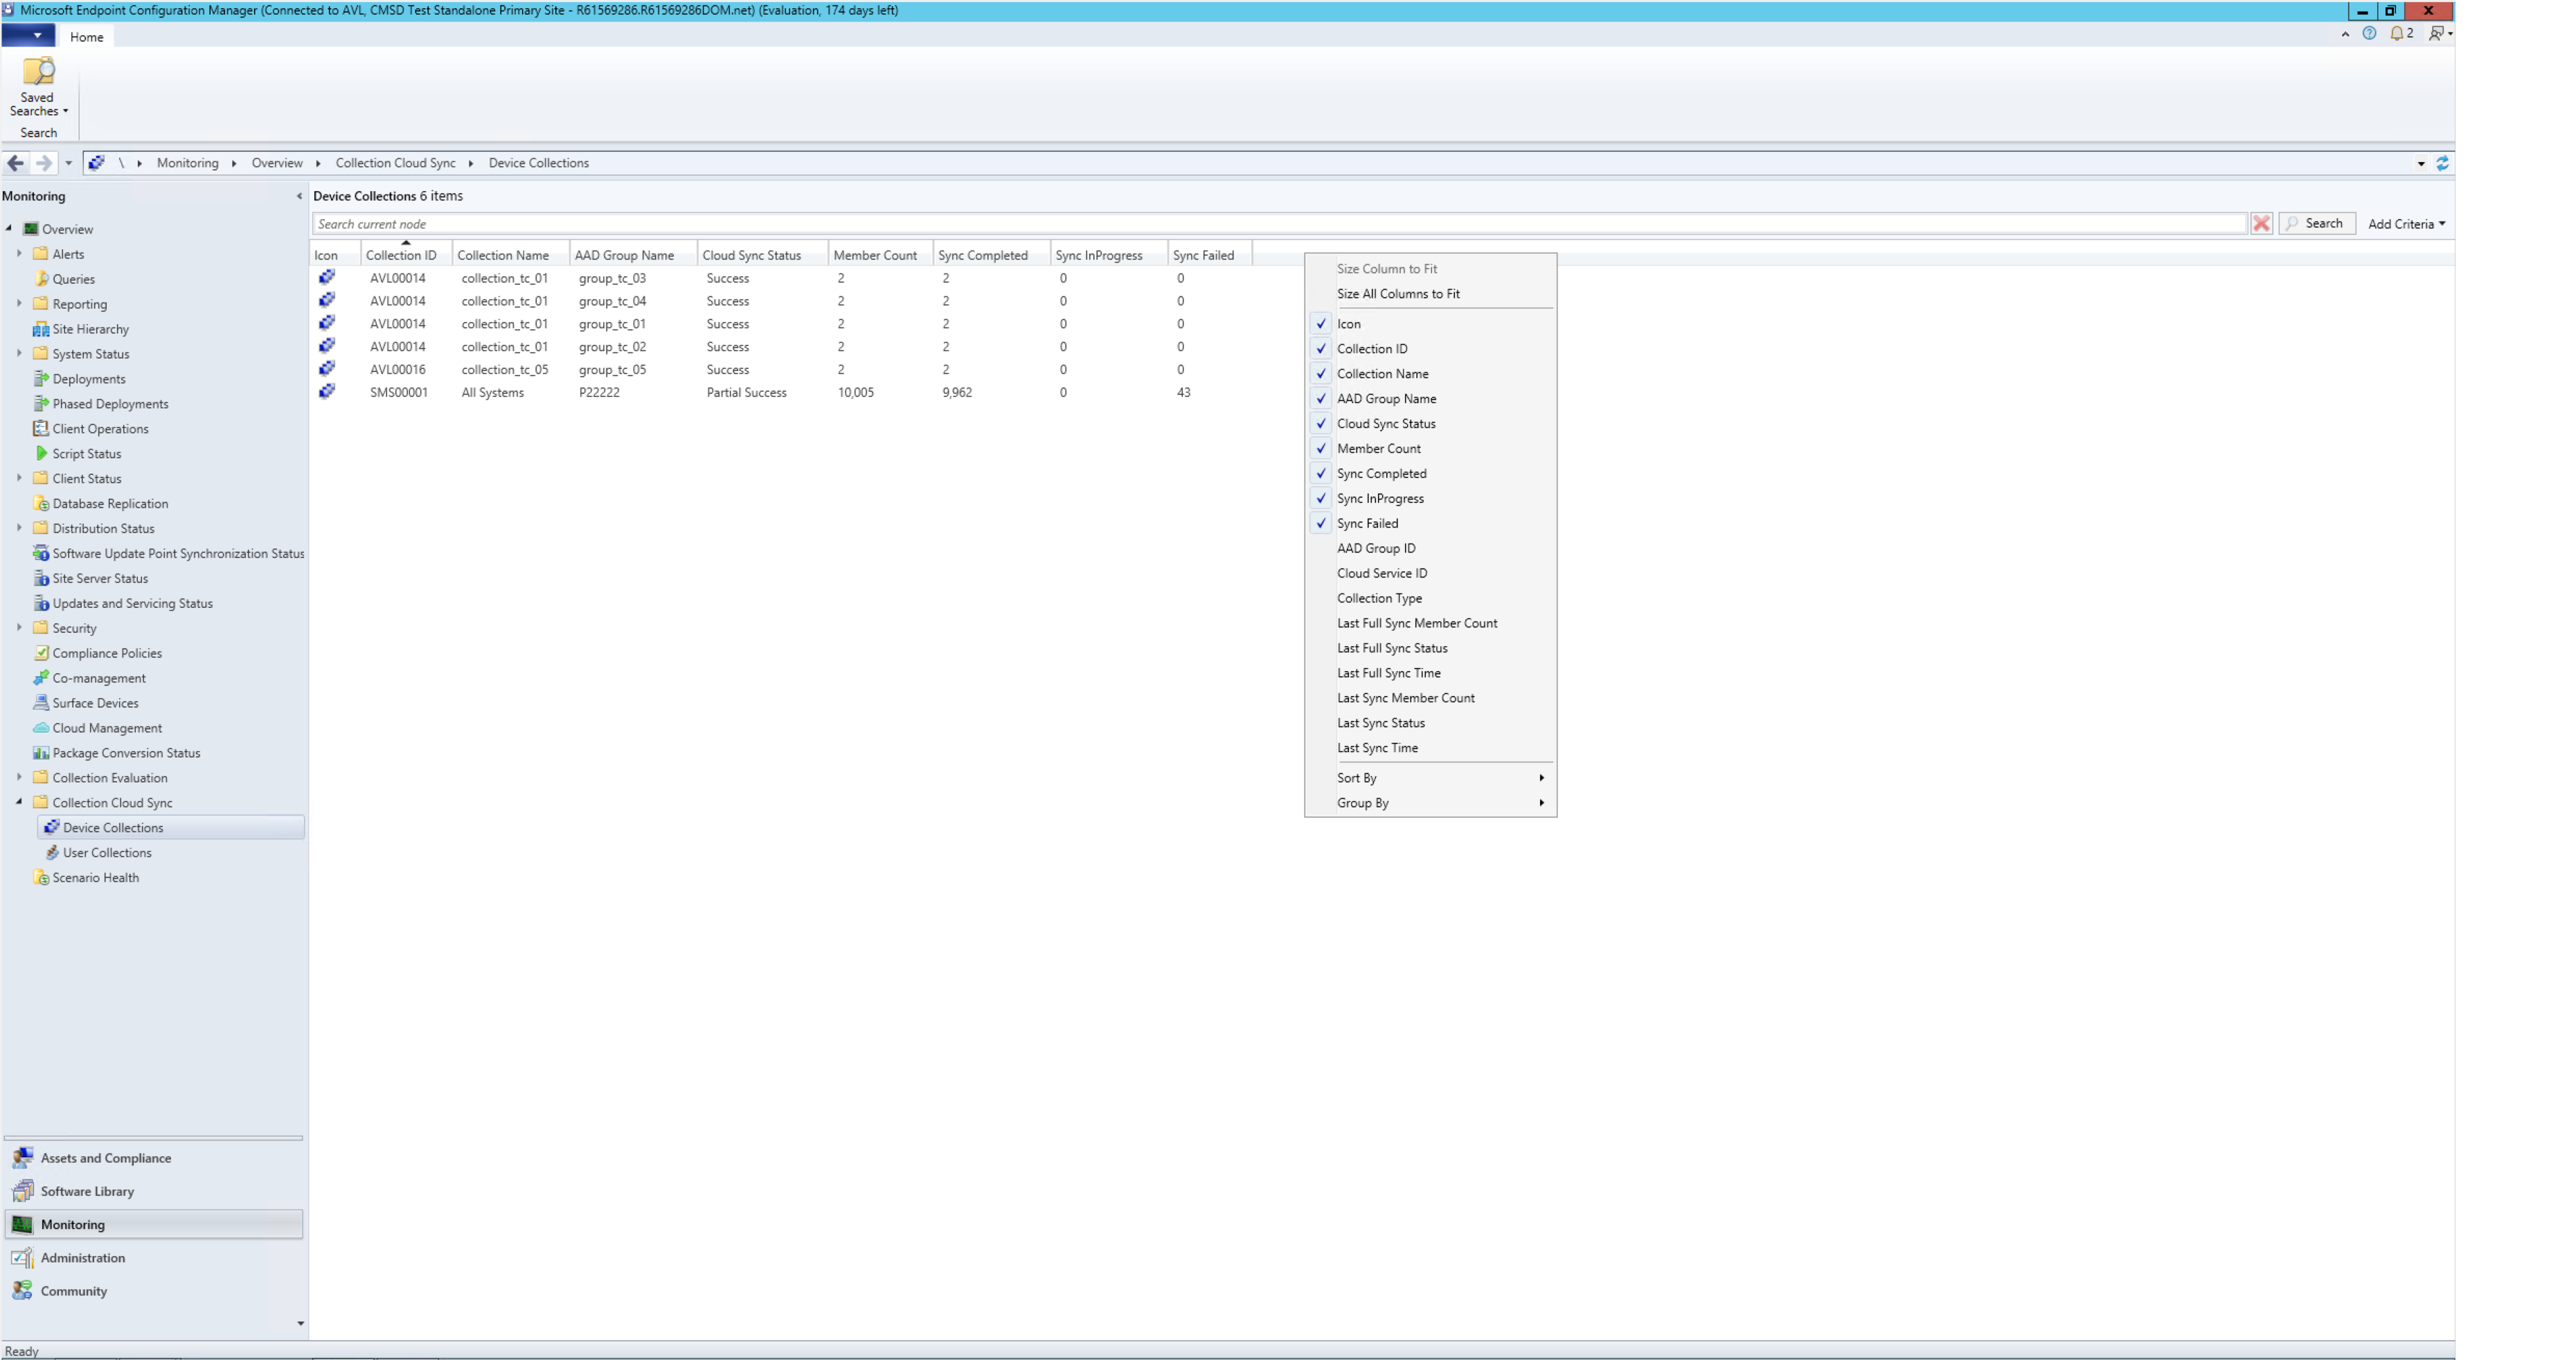 Microsoft Endpoint Configuration Manager (Connected to AVL, CMSD Test Standalone Primary Site - R61569286.R61569286DOM.net) (Evaluation, 174 days left)
Home
2
Saved
Searches
Search
\ Monitoring Overview Collection Cloud Sync Device Collections
Monitoring
Overview
Alerts
Queries
Reporting
Site Hierarchy
System Status
Deployments
Phased Deployments
Client Operations
Script Status
Client Status
Database Replication
Distribution Status
Software Update Point Synchronization Status
Site Server Status
Updates and Servicing Status
Security
Compliance Policies
Co-management
Surface Devices
Cloud Management
Package Conversion Status
Collection Evaluation
Collection Cloud Sync
Device Collections
User Collections
Scenario Health
Assets and Compliance
Software Library
Monitoring
Administration
Community
Device Collections 6 items
Search current node
Search
Add Criteria
Icon Collection ID Collection Name AAD Group Name Cloud Sync Status Member Count Sync Completed Sync InProgress Sync Failed
AVL00014 collection_tc_01 group_tc_03 Success 2 2 0 0
AVL00014 collection_tc_01 group_tc_04 Success 2 2 0 0
AVL00014 collection_tc_01 group_tc_01 Success 2 2 0 0
AVL00014 collection_tc_01 group_tc_02 Success 2 2 0 0
AVL00016 collection_tc_05 group_tc_05 Success 2 2 0 0
SMS00001 All Systems P22222 Partial Success 10,005 9,962 0 43
Size Column to Fit
Size All Columns to Fit
Icon
Collection ID
Collection Name
AAD Group Name
Cloud Sync Status
Member Count
Sync Completed
Sync InProgress
Sync Failed
AAD Group ID
Cloud Service ID
Collection Type
Last Full Sync Member Count
Last Full Sync Status
Last Full Sync Time
Last Sync Member Count
Last Sync Status
Last Sync Time
Sort By
Group By
Ready